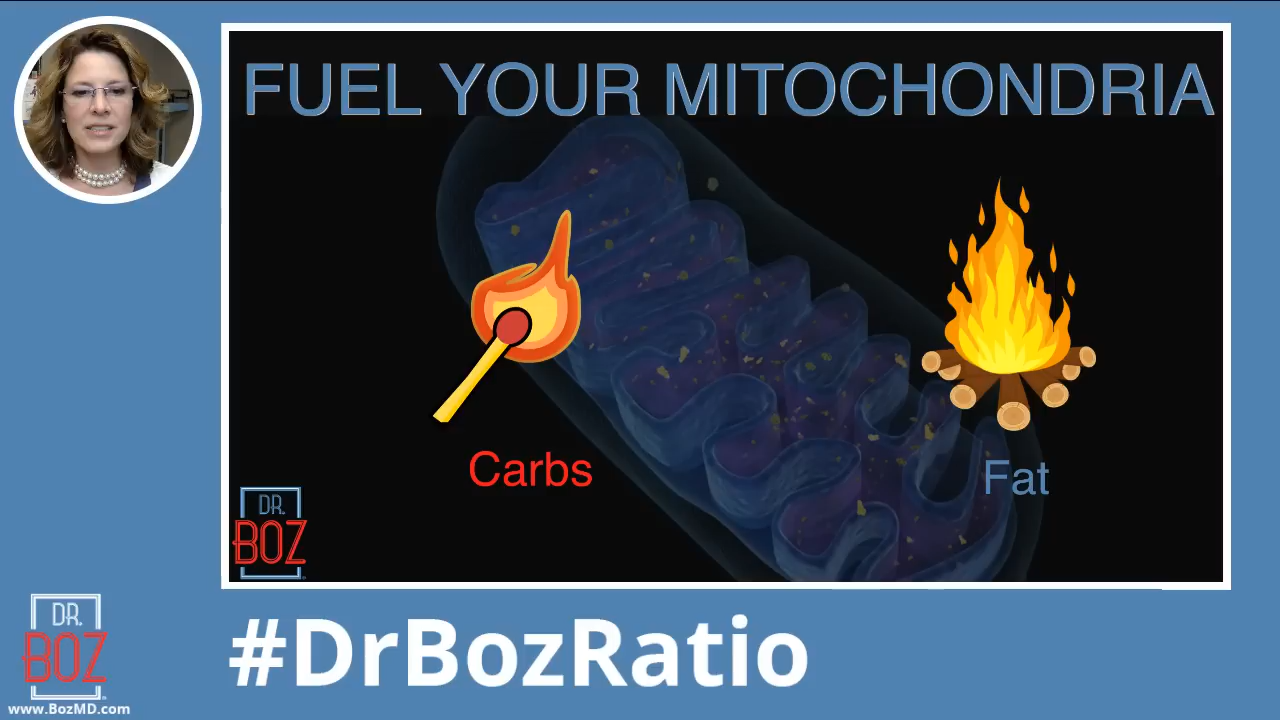 FUEL YOUR MITOCHONDRIA
Carbs
Fat
DR.
BOZ
DR.
BOZ
www.BozMD.com
#DrBozRatio